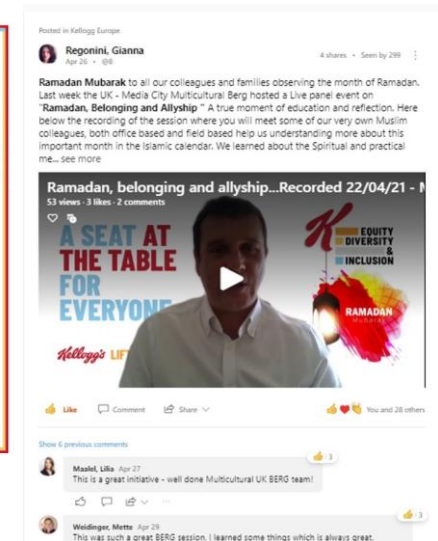 Posted in Kellogg Europe
Regonini, Gianna
Apr 26 • @8
4 shares • Seen by 299
Ramadan Mubarak to all our colleagues and families observing the month of Ramadan.
Last week the UK - Media City Multicultural Berg hosted a Live panel event on
"Ramadan, Belonging and Allyship " A true moment of education and reflection. Here
below the recording of the session where you will meet some of our very own Muslim
colleagues, both office based and field based help us understanding more about this
important month in the Islamic calendar. We learned about the Spiritual and practical
me... see more
Ramadan, belonging and allyship...Recorded 22/04/21 - M
53 views · 3 likes · 2 comments
A SEAT AT
THE TABLE
FOR
EVERYON
Kellogg's LIF
K EQUITY
DIVERSITY
&
INCLUSION
RAMADAN
Mubarak
Like Comment Share You and 28 others
Show 6 previous comments
3
Maalel, Lilia Apr 27
This is a great initiative - well done Multicultural UK BERG team!
3
Weidinger, Mette Apr 29
This was such a great BERG session. I learned some things which is always great.